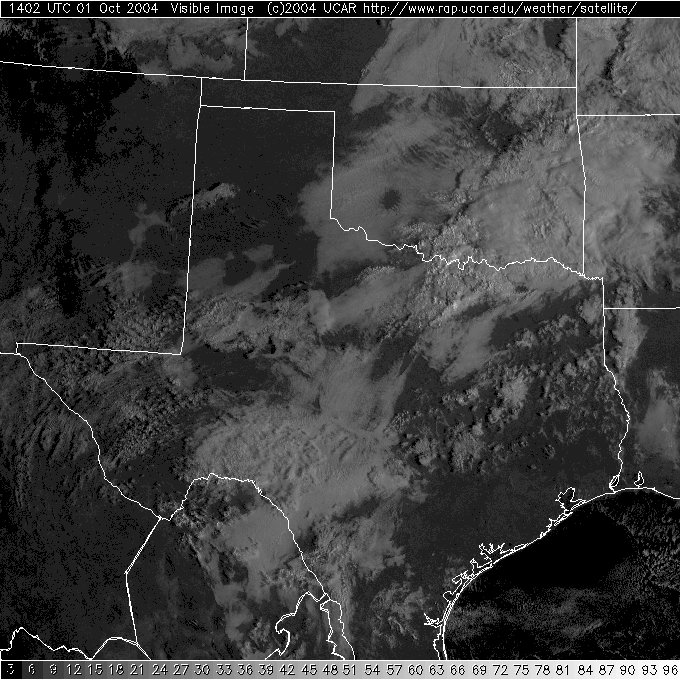 1402 UTC 01 Oct 2004 Visible Image (c)2004 UCAR http://www.rap.ucar.edu/weather/satellite/
3 6 9 12 15 18 21 24 27 30 33 36 39 42 45 48 51 54 57 60 63 66 69 72 75 78 81 84 87 90 93 96